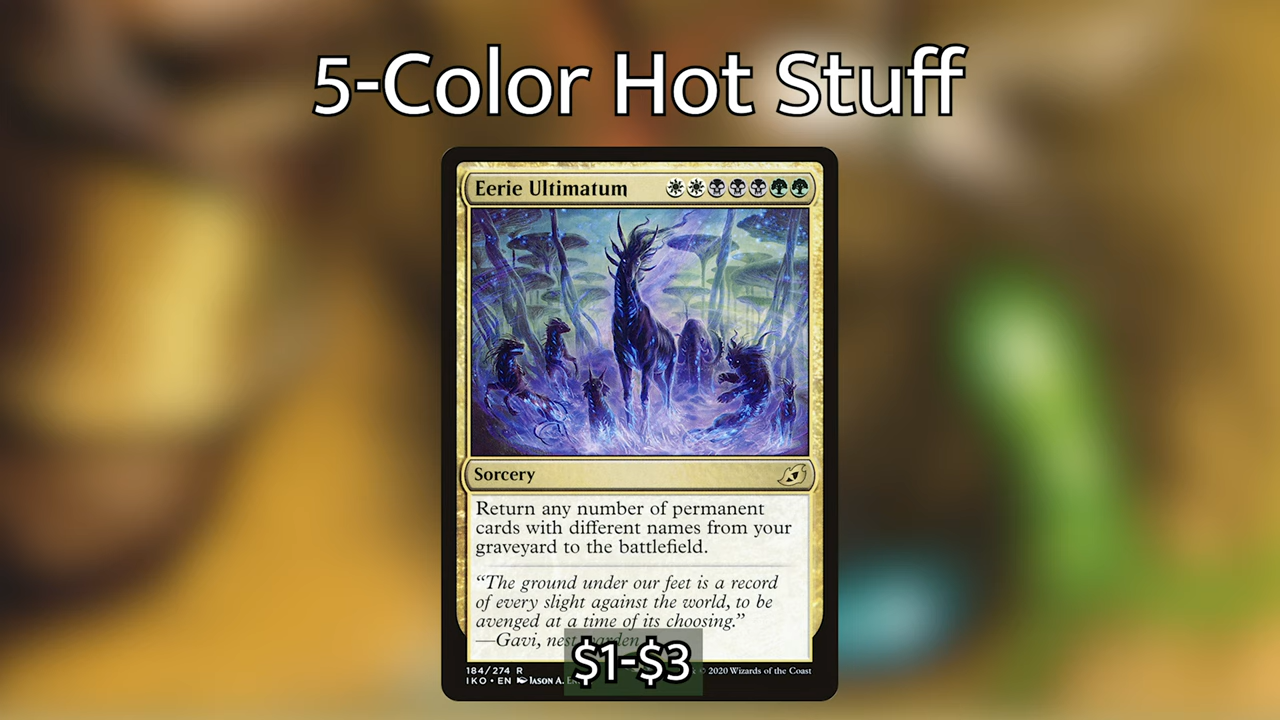 5-Color Hot Stuff
Eerie Ultimatum
Sorcery
Return any number of permanent
cards with different names from your
graveyard to the battlefield.
“The ground under our feet is a record
of every slight against the world, to be
avenged at a time of its choosing.”
—Gavi, nest
$1-$3
184/274 R
IKO • EN JASON A.
© 2020 Wizards of the Coast